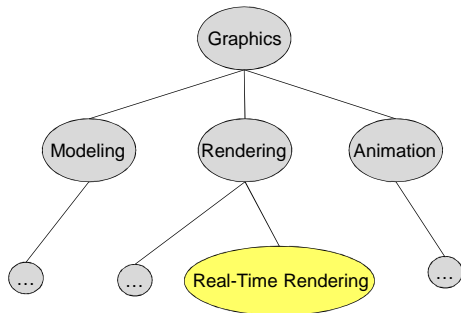 Graphics
Modeling
Rendering
Animation
...
...
Real-Time Rendering
...